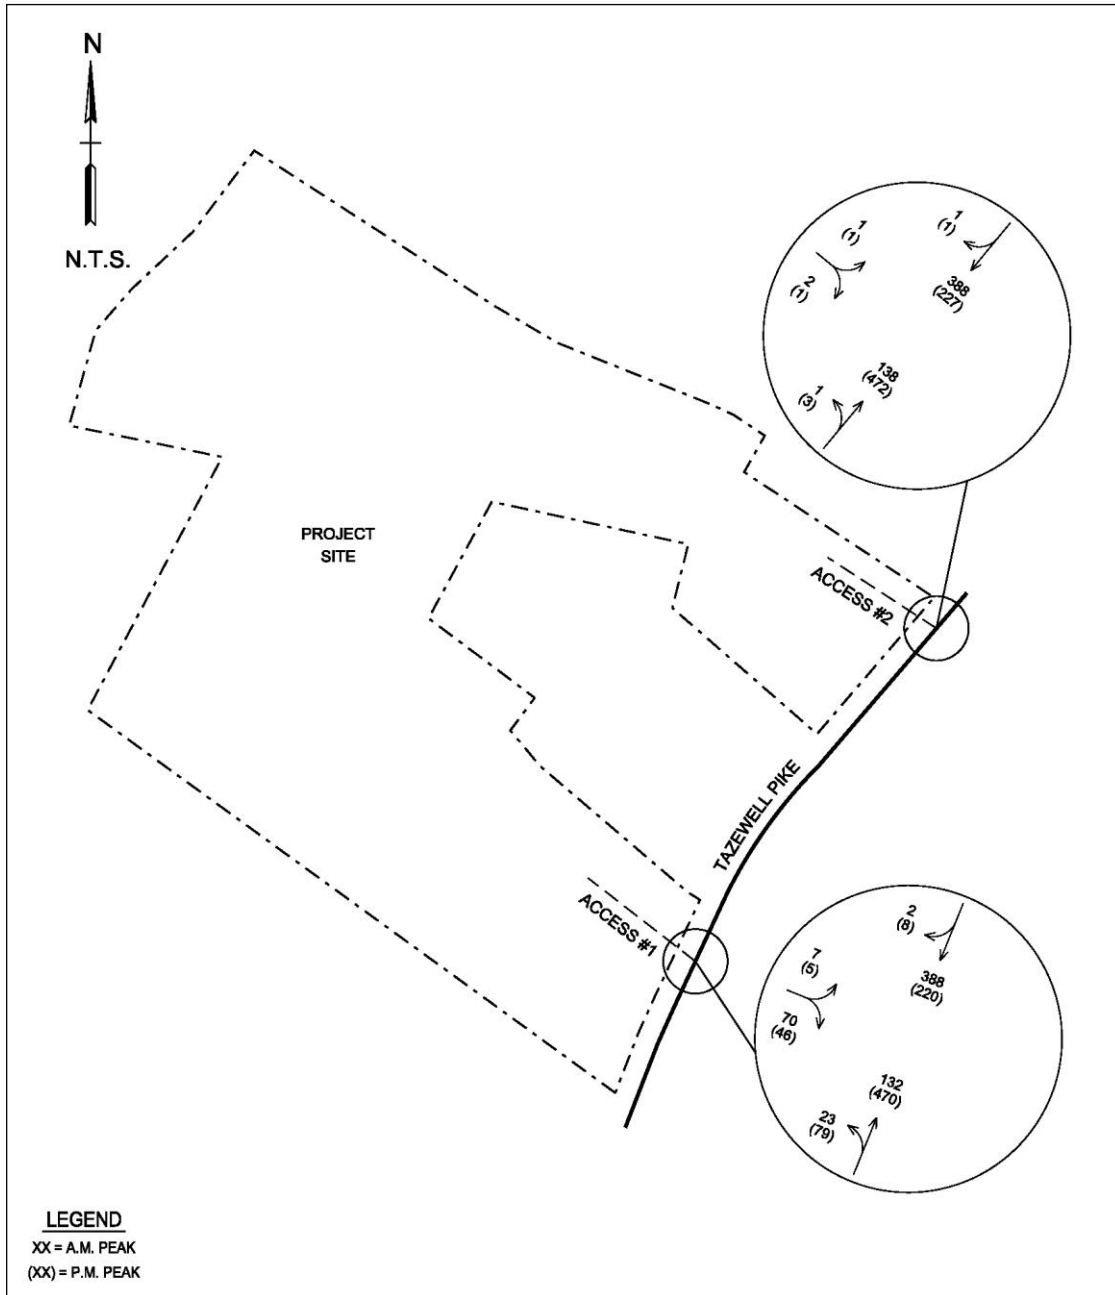 N
N.T.S.
1
(1)
1
(1)
2
(1)
388
(227)
138
(472)
1
(3)
PROJECT
SITE
ACCESS #2
TAZEWELL PIKE
ACCESS #1
2
(8)
7
(5)
388
(220)
70
(46)
132
(470)
23
(79)
LEGEND
XX = A.M. PEAK
(XX) = P.M. PEAK